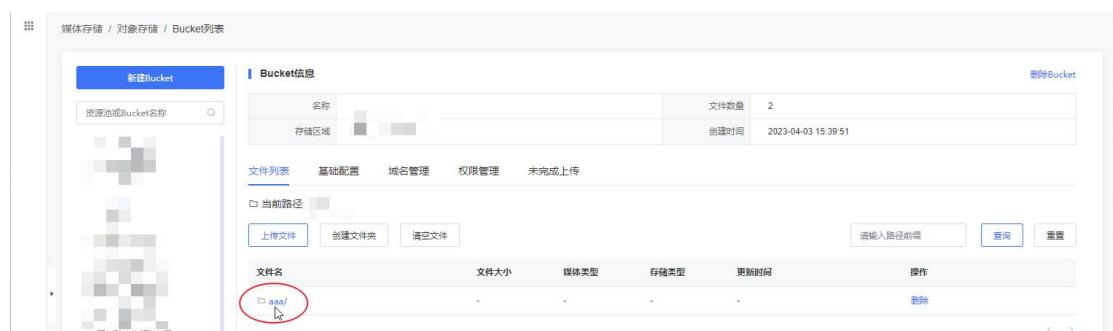 媒体存储 / 对象存储 / Bucket列表
新建Bucket
资源池或Bucket名称
Bucket信息
删除Bucket
名称
文件数量 2
存储区域
创建时间 2023-04-03 15:39:51
文件列表 基础配置 域名管理 权限管理 未完成上传
当前路径
上传文件 创建文件夹 清空文件 请输入路径前缀 查询 重置
文件名 文件大小 媒体类型 存储类型 更新时间 操作
aaa/ - - - - 删除